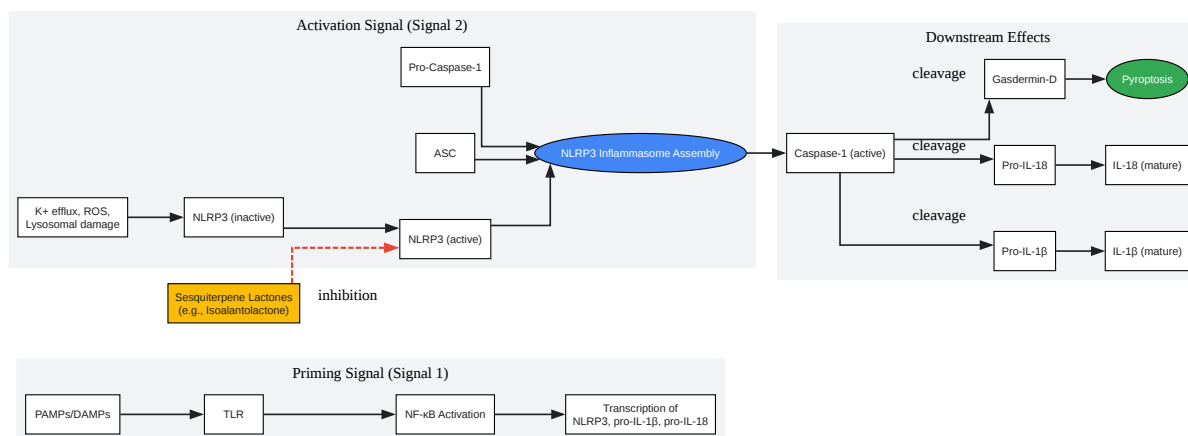 Activation Signal (Signal 2)
Pro-Caspase-1
ASC
NLRP3 Inflammasome Assembly
K+ efflux, ROS,
Lysosomal damage
NLRP3 (inactive)
NLRP3 (active)
Sesquiterpene Lactones
(e.g., Isoalantolactone)
inhibition
Downstream Effects
cleavage
Gasdermin-D
Pyroptosis
Caspase-1 (active)
cleavage
Pro-IL-18
IL-18 (mature)
cleavage
Pro-IL-1β
IL-1β (mature)
Priming Signal (Signal 1)
PAMPs/DAMPs
TLR
NF-κB Activation
Transcription of
NLRP3, pro-IL-1β, pro-IL-18